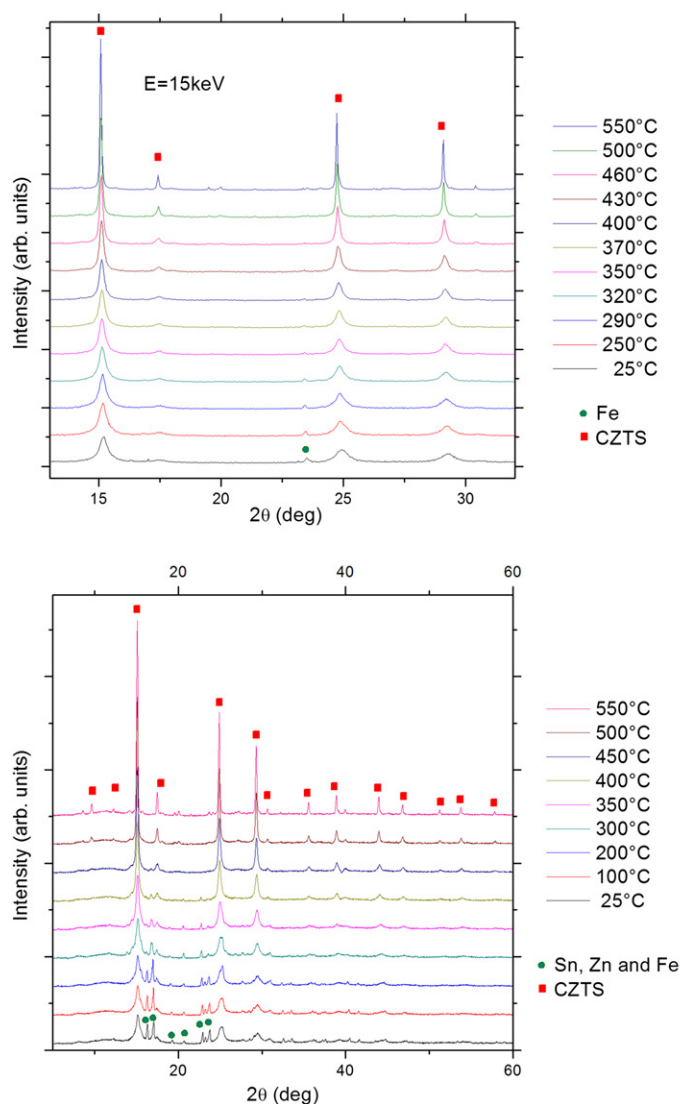 E=15keV
Intensity (arb. units)
550°C
500°C
460°C
430°C
400°C
370°C
350°C
320°C
290°C
250°C
25°C
Fe
CZTS
15 20 25 30
2θ (deg)
20 40 60
Intensity (arb. units)
550°C
500°C
450°C
400°C
350°C
300°C
200°C
100°C
25°C
Sn, Zn and Fe
CZTS
20 40 60
2θ (deg)